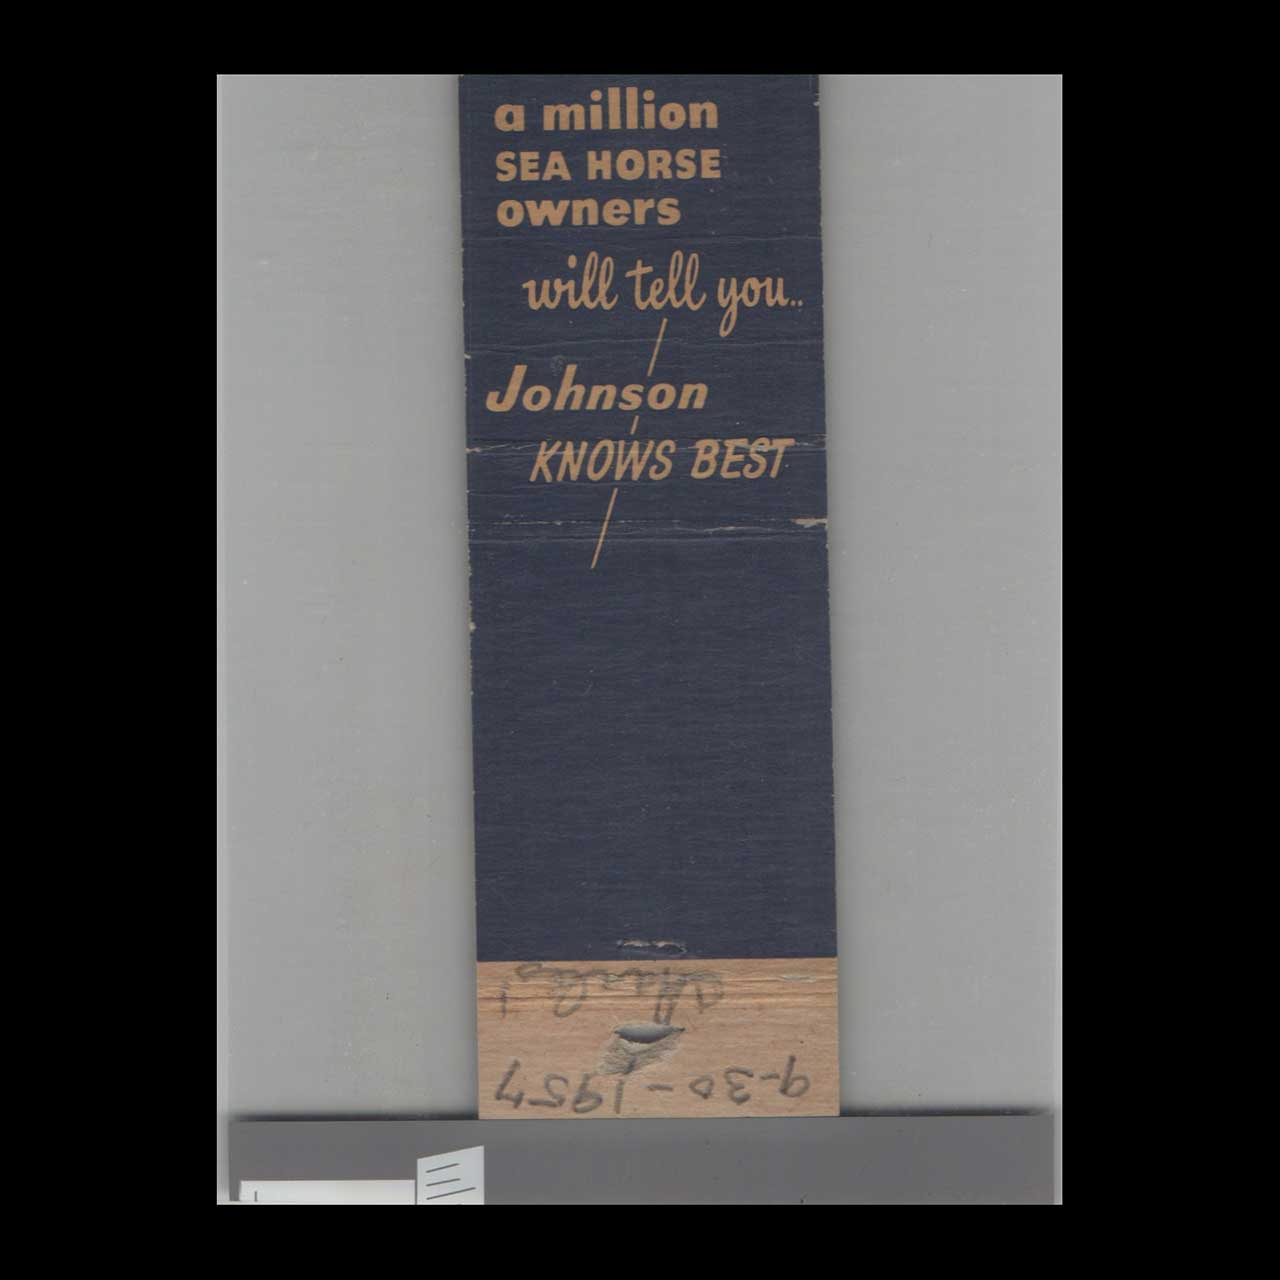 a million
SEA HORSE
owners
will tell you..
Johnson
KNOWS BEST
9-30-1954